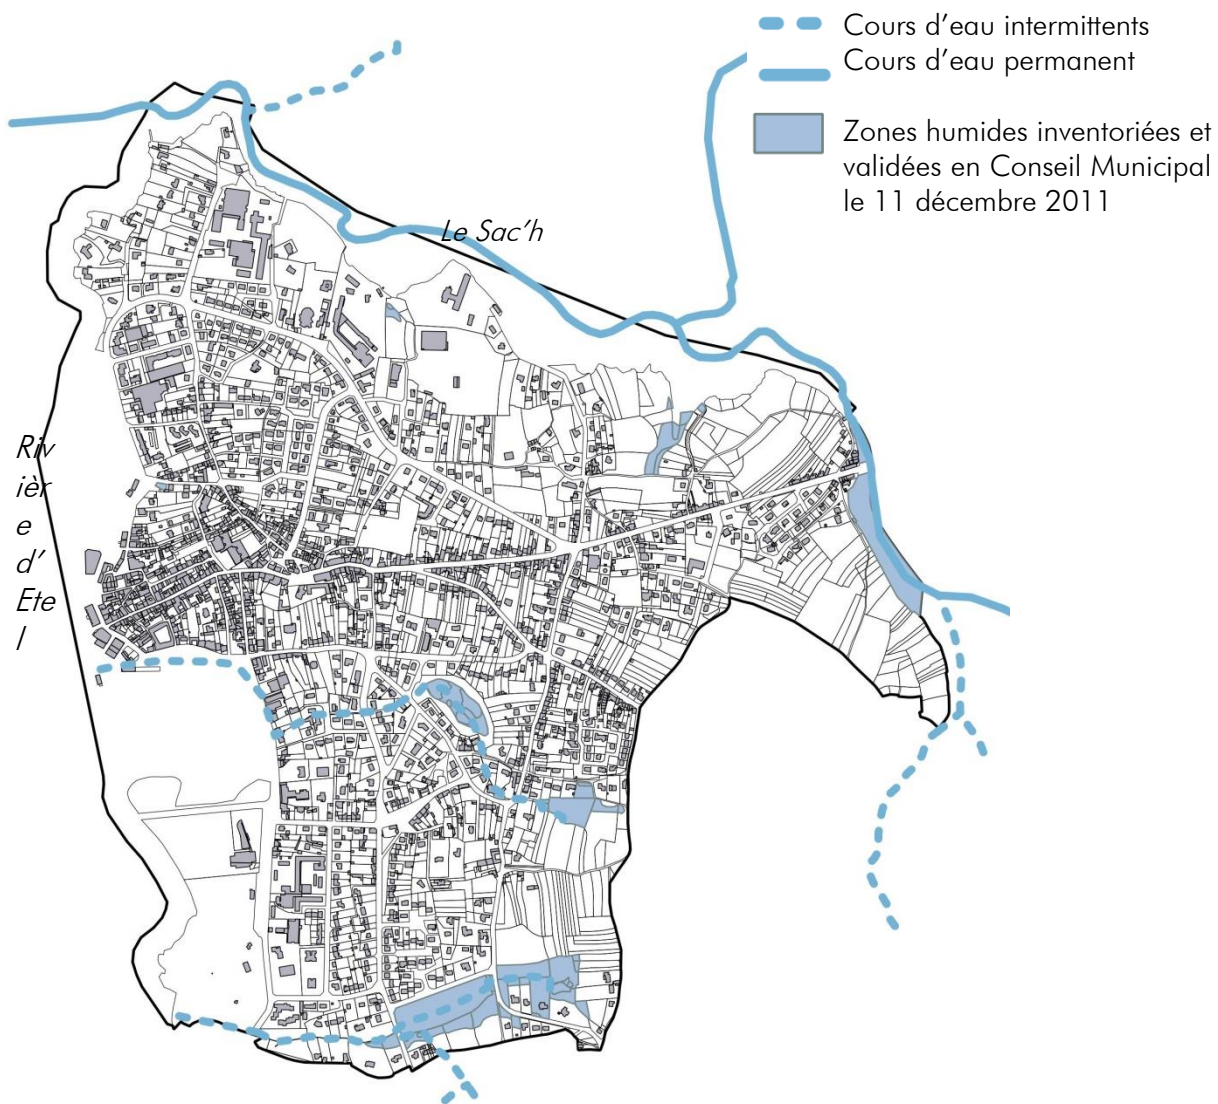 Cours d'eau intermittents
Cours d'eau permanent
Zones humides inventoriées et
validées en Conseil Municipal
le 11 décembre 2011
Le Sac'h
Riv
ièr
e
d'
Ete
l